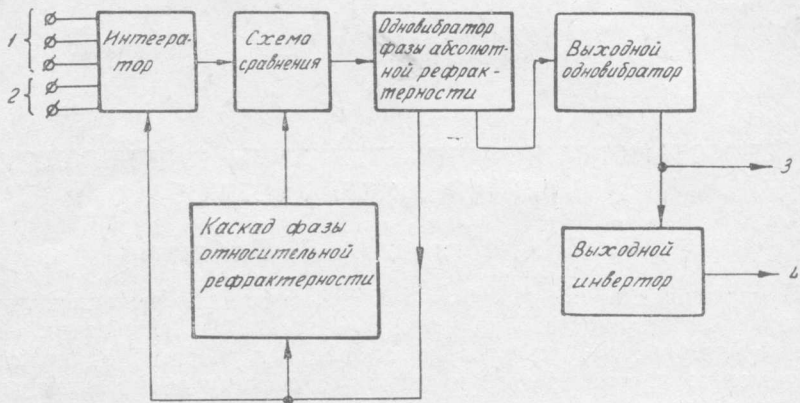 1
2
Интегра-
тор
Схема
сравнения
Одновибратор
фазы абсолют-
ной рефрак-
терности
Выходной
одновибратор
3
Каскад фазы
относительной
рефрактерности
Выходной
инвертор
4